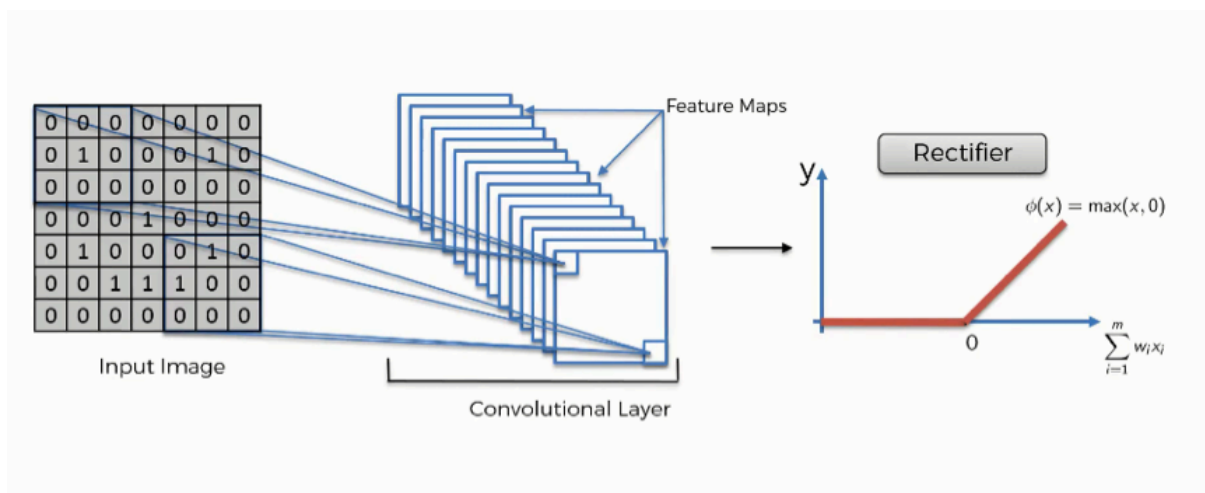 0 0 0 0 0 0 0
0 1 0 0 0 1 0
0 0 0 0 0 0 0
0 0 0 1 0 0 0
0 1 0 0 0 1 0
0 0 1 1 1 0 0
0 0 0 0 0 0 0
Input Image
Feature Maps
Convolutional Layer
Rectifier
y
ϕ(x) = max(x, 0)
0
m
∑ wᵢxᵢ
i=1